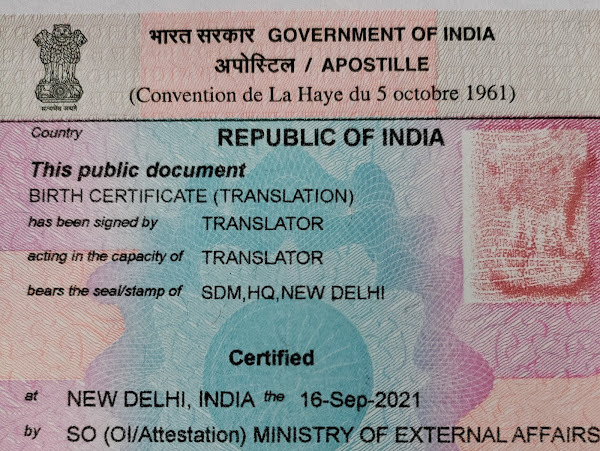 भारत सरकार GOVERNMENT OF INDIA
अपोस्टिल / APOSTILLE
(Convention de La Haye du 5 octobre 1961)
सत्यमेव जयते
Country REPUBLIC OF INDIA
This public document
BIRTH CERTIFICATE (TRANSLATION)
has been signed by TRANSLATOR
acting in the capacity of TRANSLATOR
bears the seal/stamp of SDM,HQ,NEW DELHI
Certified
at NEW DELHI, INDIA the 16-Sep-2021
by SO (OI/Attestation) MINISTRY OF EXTERNAL AFFAIRS